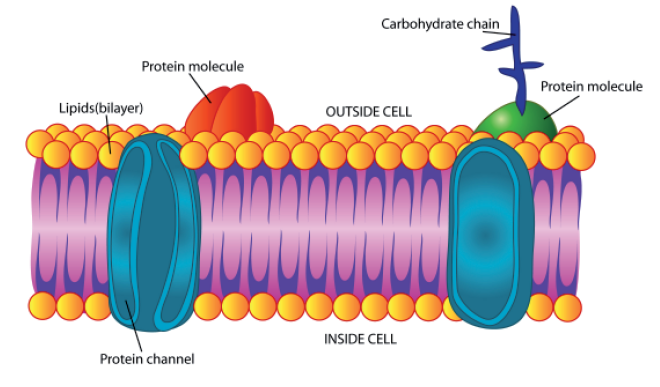 Carbohydrate chain
Protein molecule
Protein molecule
Lipids(bilayer)
OUTSIDE CELL
INSIDE CELL
Protein channel